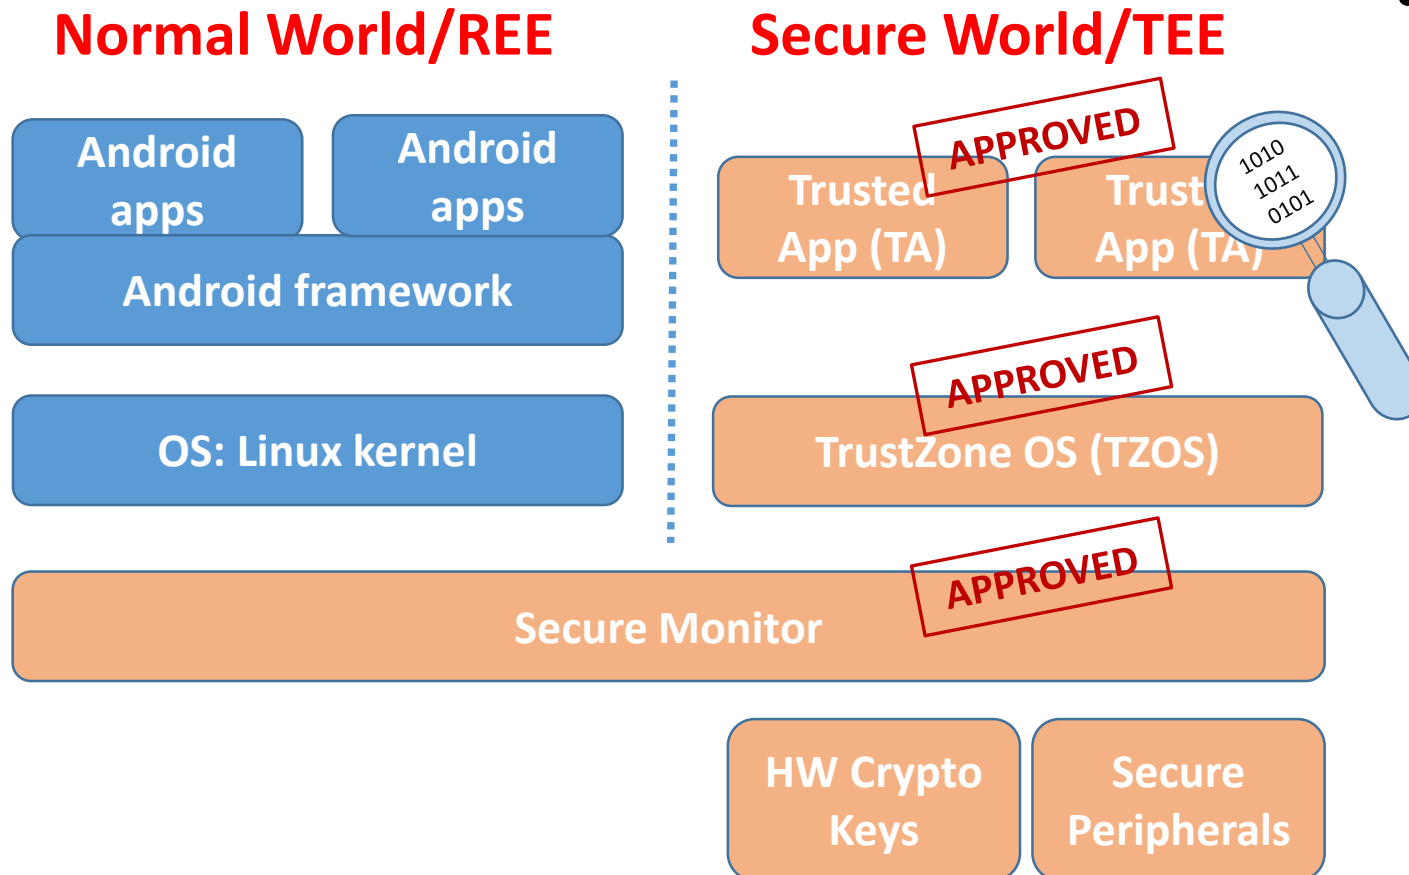 Normal World/REE
Secure World/TEE
Android
apps
Android
apps
Android framework
OS: Linux kernel
APPROVED
Trusted
App (TA)
Trust
App (TA)
1010
1011
0101
APPROVED
TrustZone OS (TZOS)
APPROVED
Secure Monitor
HW Crypto
Keys
Secure
Peripherals